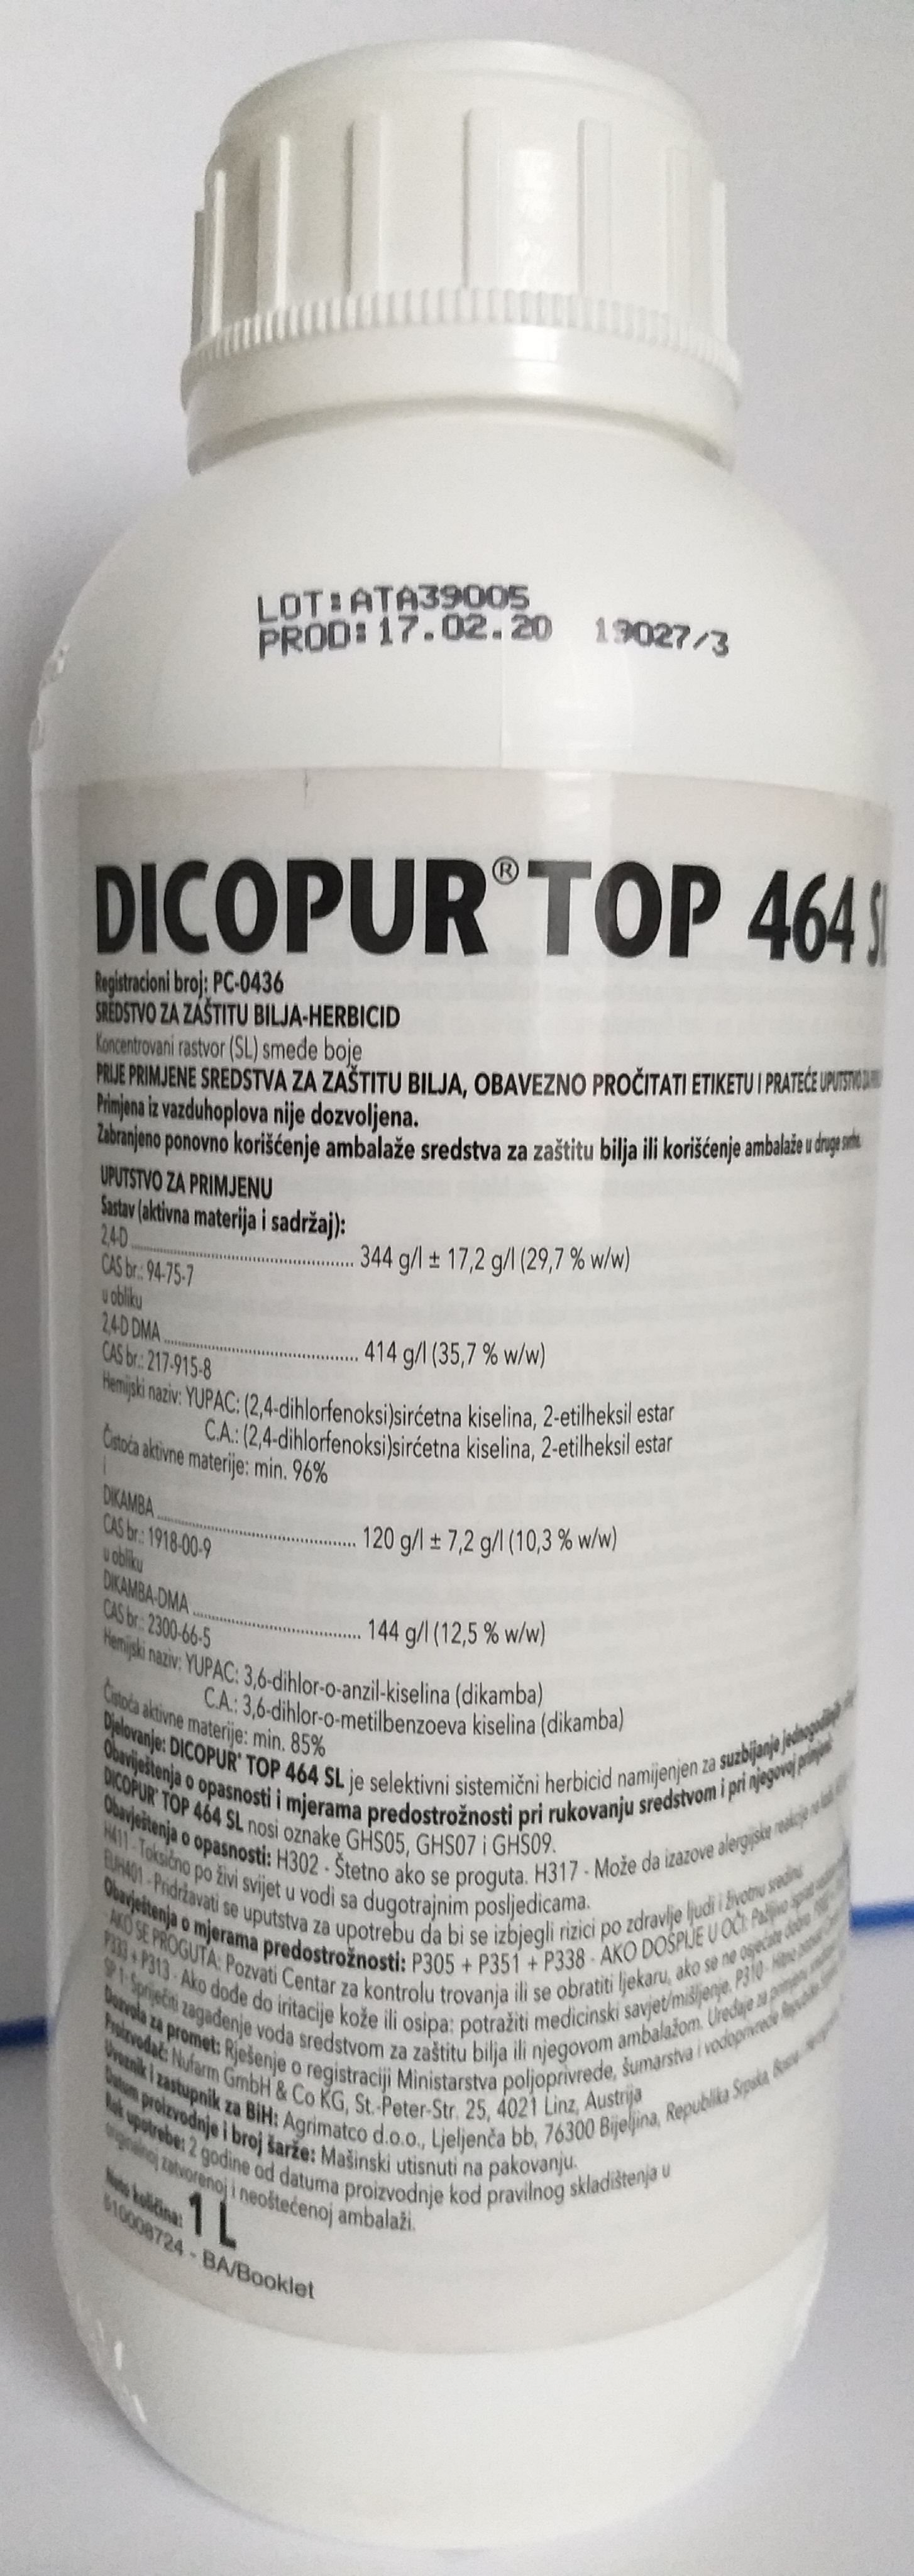 LOT:ATA39005
PROD:17.02.20 19027/3
DICOPUR® TOP 464 SL
Registracioni broj: PC-0436
SREDSTVO ZA ZAŠTITU BILJA-HERBICID
Koncentrovani rastvor (SL) smeđe boje
PRIJE PRIMJENE SREDSTVA ZA ZAŠTITU BILJA, OBAVEZNO PROČITATI ETIKETU I PRATEĆE UPUTSTVO
Primjena iz vazduhoplova nije dozvoljena.
Zabranjeno ponovno korišćenje ambalaže sredstva za zaštitu bilja ili korišćenje ambalaže u druge svrhe.
UPUTSTVO ZA PRIMJENU
Sastav (aktivna materija i sadržaj):
2,4-D ........ 344 g/l ± 17,2 g/l (29,7 % w/w)
CAS br.: 94-75-7
u obliku
2,4-D DMA ........ 414 g/l (35,7 % w/w)
CAS br.: 217-915-8
Hemijski naziv: YUPAC: (2,4-dihlorfenoksi)sirćetna kiselina, 2-etilheksil estar
C.A.: (2,4-dihlorfenoksi)sirćetna kiselina, 2-etilheksil estar
Čistoća aktivne materije: min. 96%
i
DIKAMBA ........ 120 g/l ± 7,2 g/l (10,3 % w/w)
CAS br.: 1918-00-9
u obliku
DIKAMBA-DMA ........ 144 g/l (12,5 % w/w)
CAS br.: 2300-66-5
Hemijski naziv: YUPAC: 3,6-dihlor-o-anzil-kiselina (dikamba)
C.A.: 3,6-dihlor-o-metilbenzoeva kiselina (dikamba)
Čistoća aktivne materije: min. 85%
Djelovanje: DICOPUR® TOP 464 SL je selektivni sistemični herbicid namijenjen za suzbijanje jednogodišnjih
Obavještenja o opasnosti i mjerama predostrožnosti pri rukovanju sredstvom i pri njegovoj primjeni
DICOPUR® TOP 464 SL nosi oznake GHS05, GHS07 i GHS09.
Obavještenja o opasnosti: H302 - Štetno ako se proguta. H317 - Može da izazove alergijske reakcije
H411 - Toksično po živi svijet u vodi sa dugotrajnim posljedicama.
EUH401 - Pridržavati se uputstva za upotrebu da bi se izbjegli rizici po zdravlje ljudi i životnu sredinu.
Obavještenja o mjerama predostrožnosti: P305 + P351 + P338 - AKO DOSPIJE U OČI: Pažljivo isprati
- AKO SE PROGUTA: Pozvati Centar za kontrolu trovanja ili se obratiti ljekaru, ako se ne osjećate dobro.
P333 + P313 - Ako dođe do iritacije kože ili osipa: potražiti medicinski savjet/mišljenje. P310 - Hitno
SP 1: Spriječiti zagađenje voda sredstvom za zaštitu bilja ili njegovom ambalažom. Uređaje za primjenu
Dozvola za promet: Rješenje o registraciji Ministarstva poljoprivrede, šumarstva i vodoprivrede Republike
Proizvođač: Nufarm GmbH & Co KG, St.-Peter-Str. 25, 4021 Linz, Austrija
Uvoznik i zastupnik za BiH: Agrimatco d.o.o., Ljeljenča bb, 76300 Bijeljina, Republika Srpska, Bosna
Datum proizvodnje i broj šarže: Mašinski utisnuti na pakovanju.
Rok upotrebe: 2 godine od datuma proizvodnje kod pravilnog skladištenja u
originalnoj zatvorenoj i neoštećenoj ambalaži.
Neto količina: 1 L
610008724 - BA/Booklet